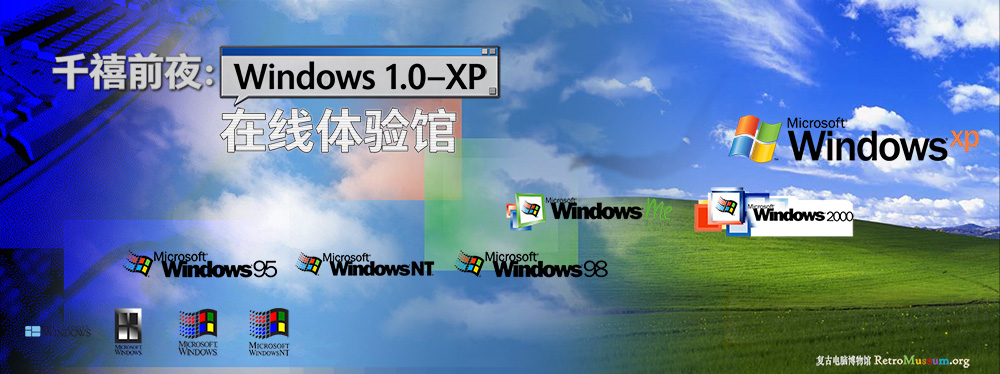 千禧前夜:
Windows 1.0-XP
在线体验馆
Microsoft
Windows xp
Microsoft
Windows Me
Microsoft
Windows 2000
Microsoft
Windows 95
Microsoft
Windows NT
Microsoft
Windows 98
WINDOWS
MICROSOFT
WINDOWS
MICROSOFT
WINDOWS
MICROSOFT
WINDOWS NT
复古电脑博物馆 RetroMuseum.org